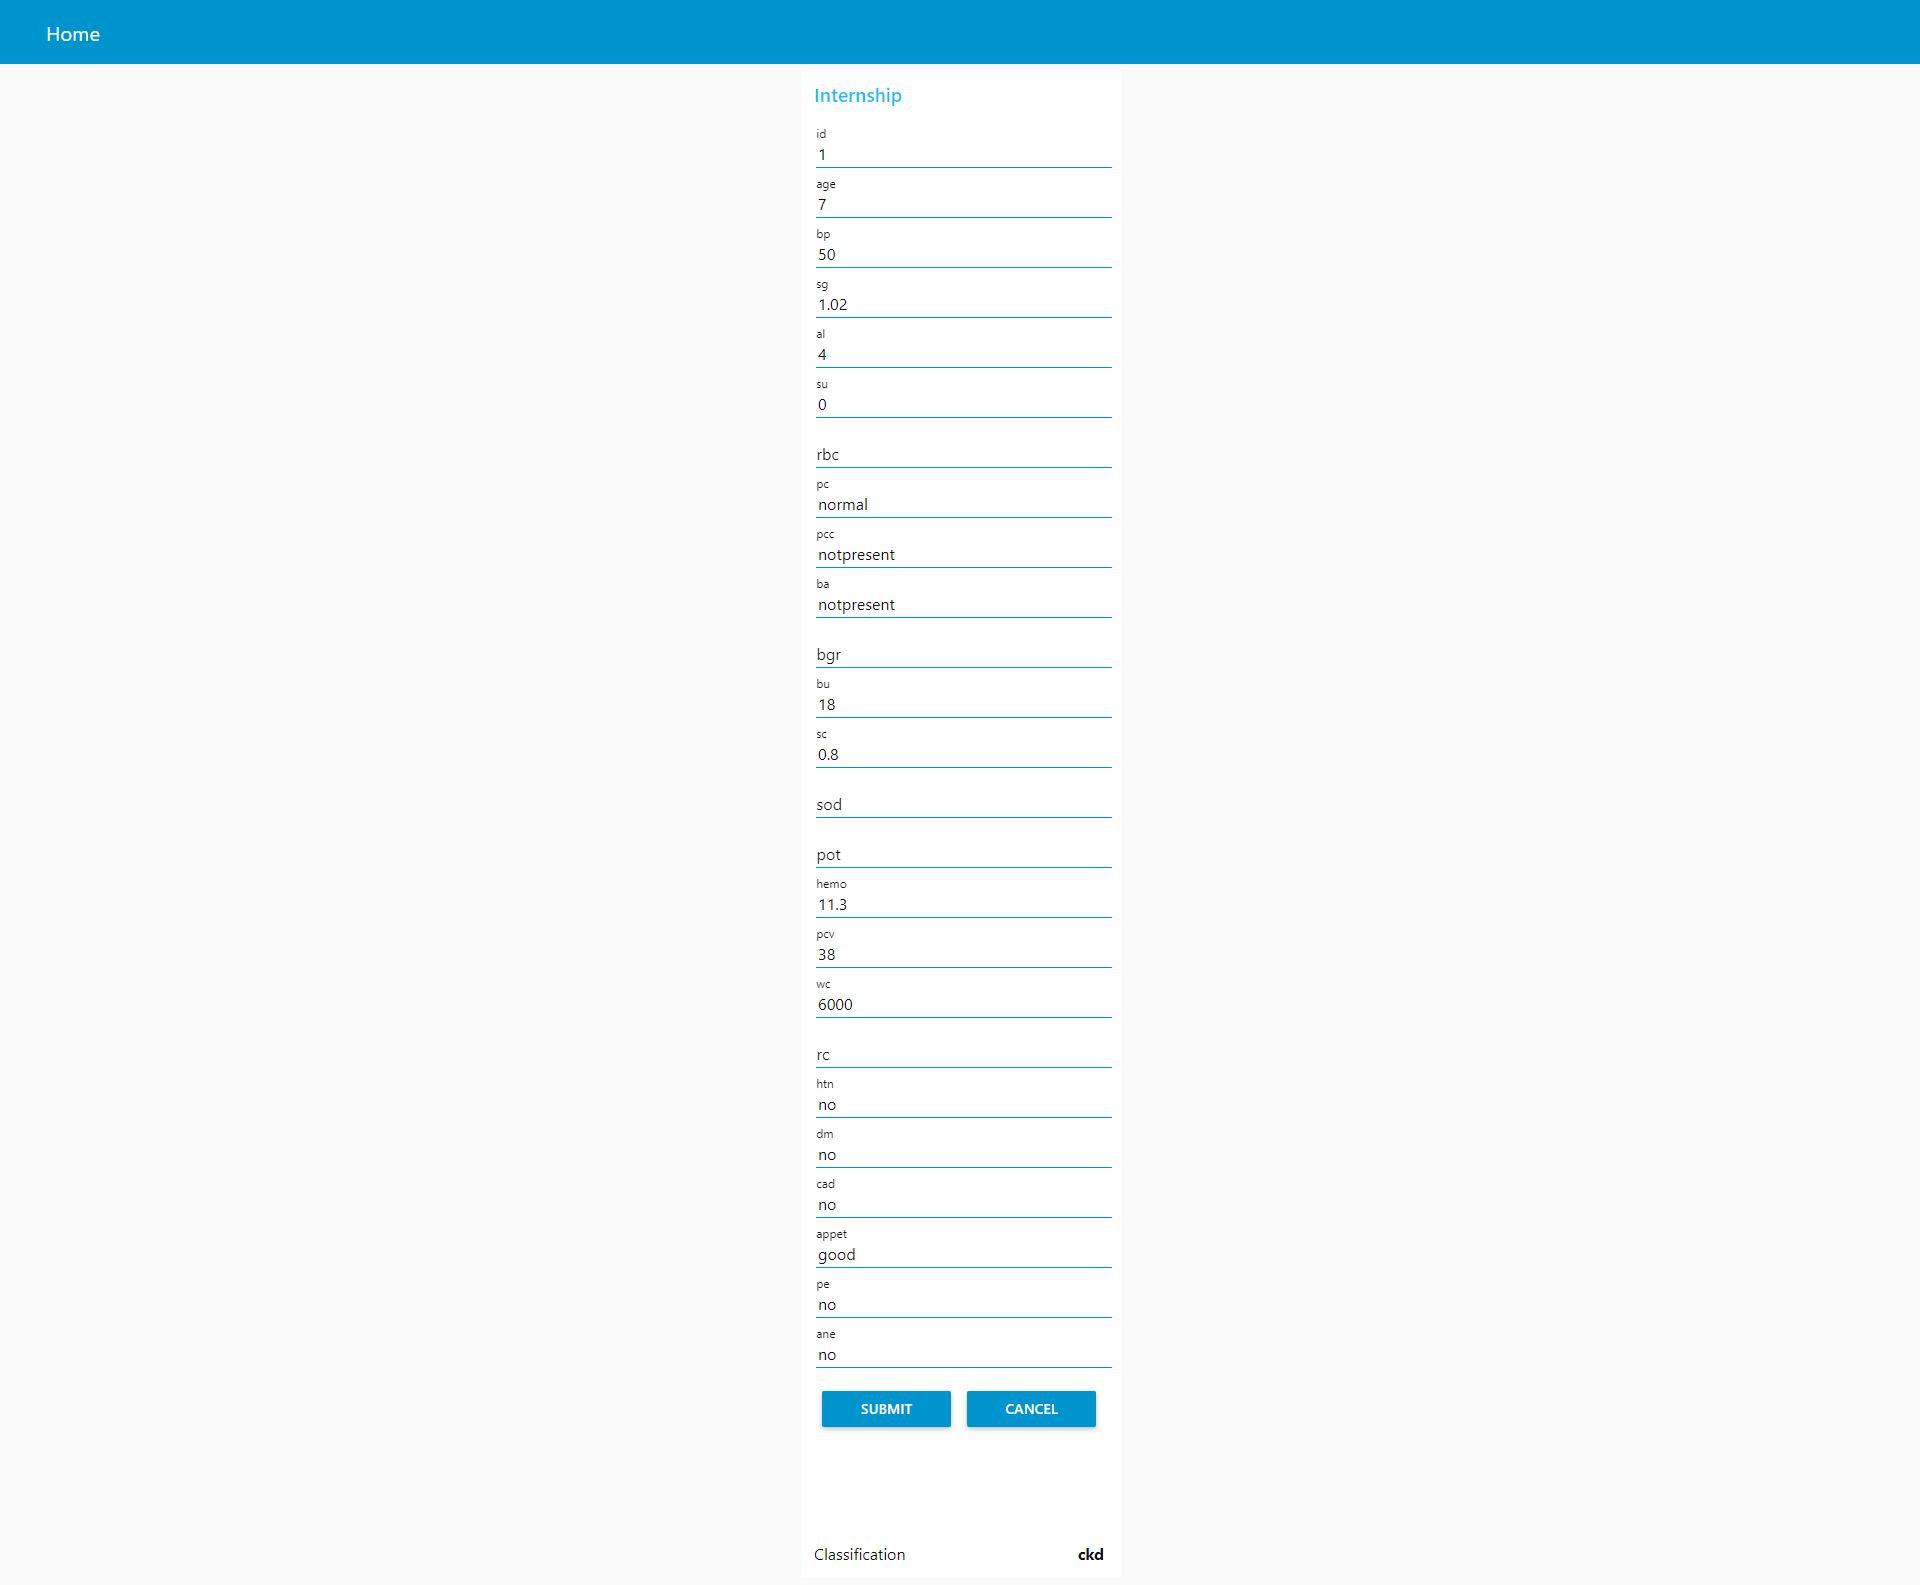 Home
Internship
id
1
age
7
bp
50
sg
1.02
al
4
su
0
rbc
pc
normal
pcc
notpresent
ba
notpresent
bgr
bu
18
sc
0.8
sod
pot
hemo
11.3
pcv
38
wc
6000
rc
htn
no
dm
no
cad
no
appet
good
pe
no
ane
no
SUBMIT CANCEL
Classification ckd